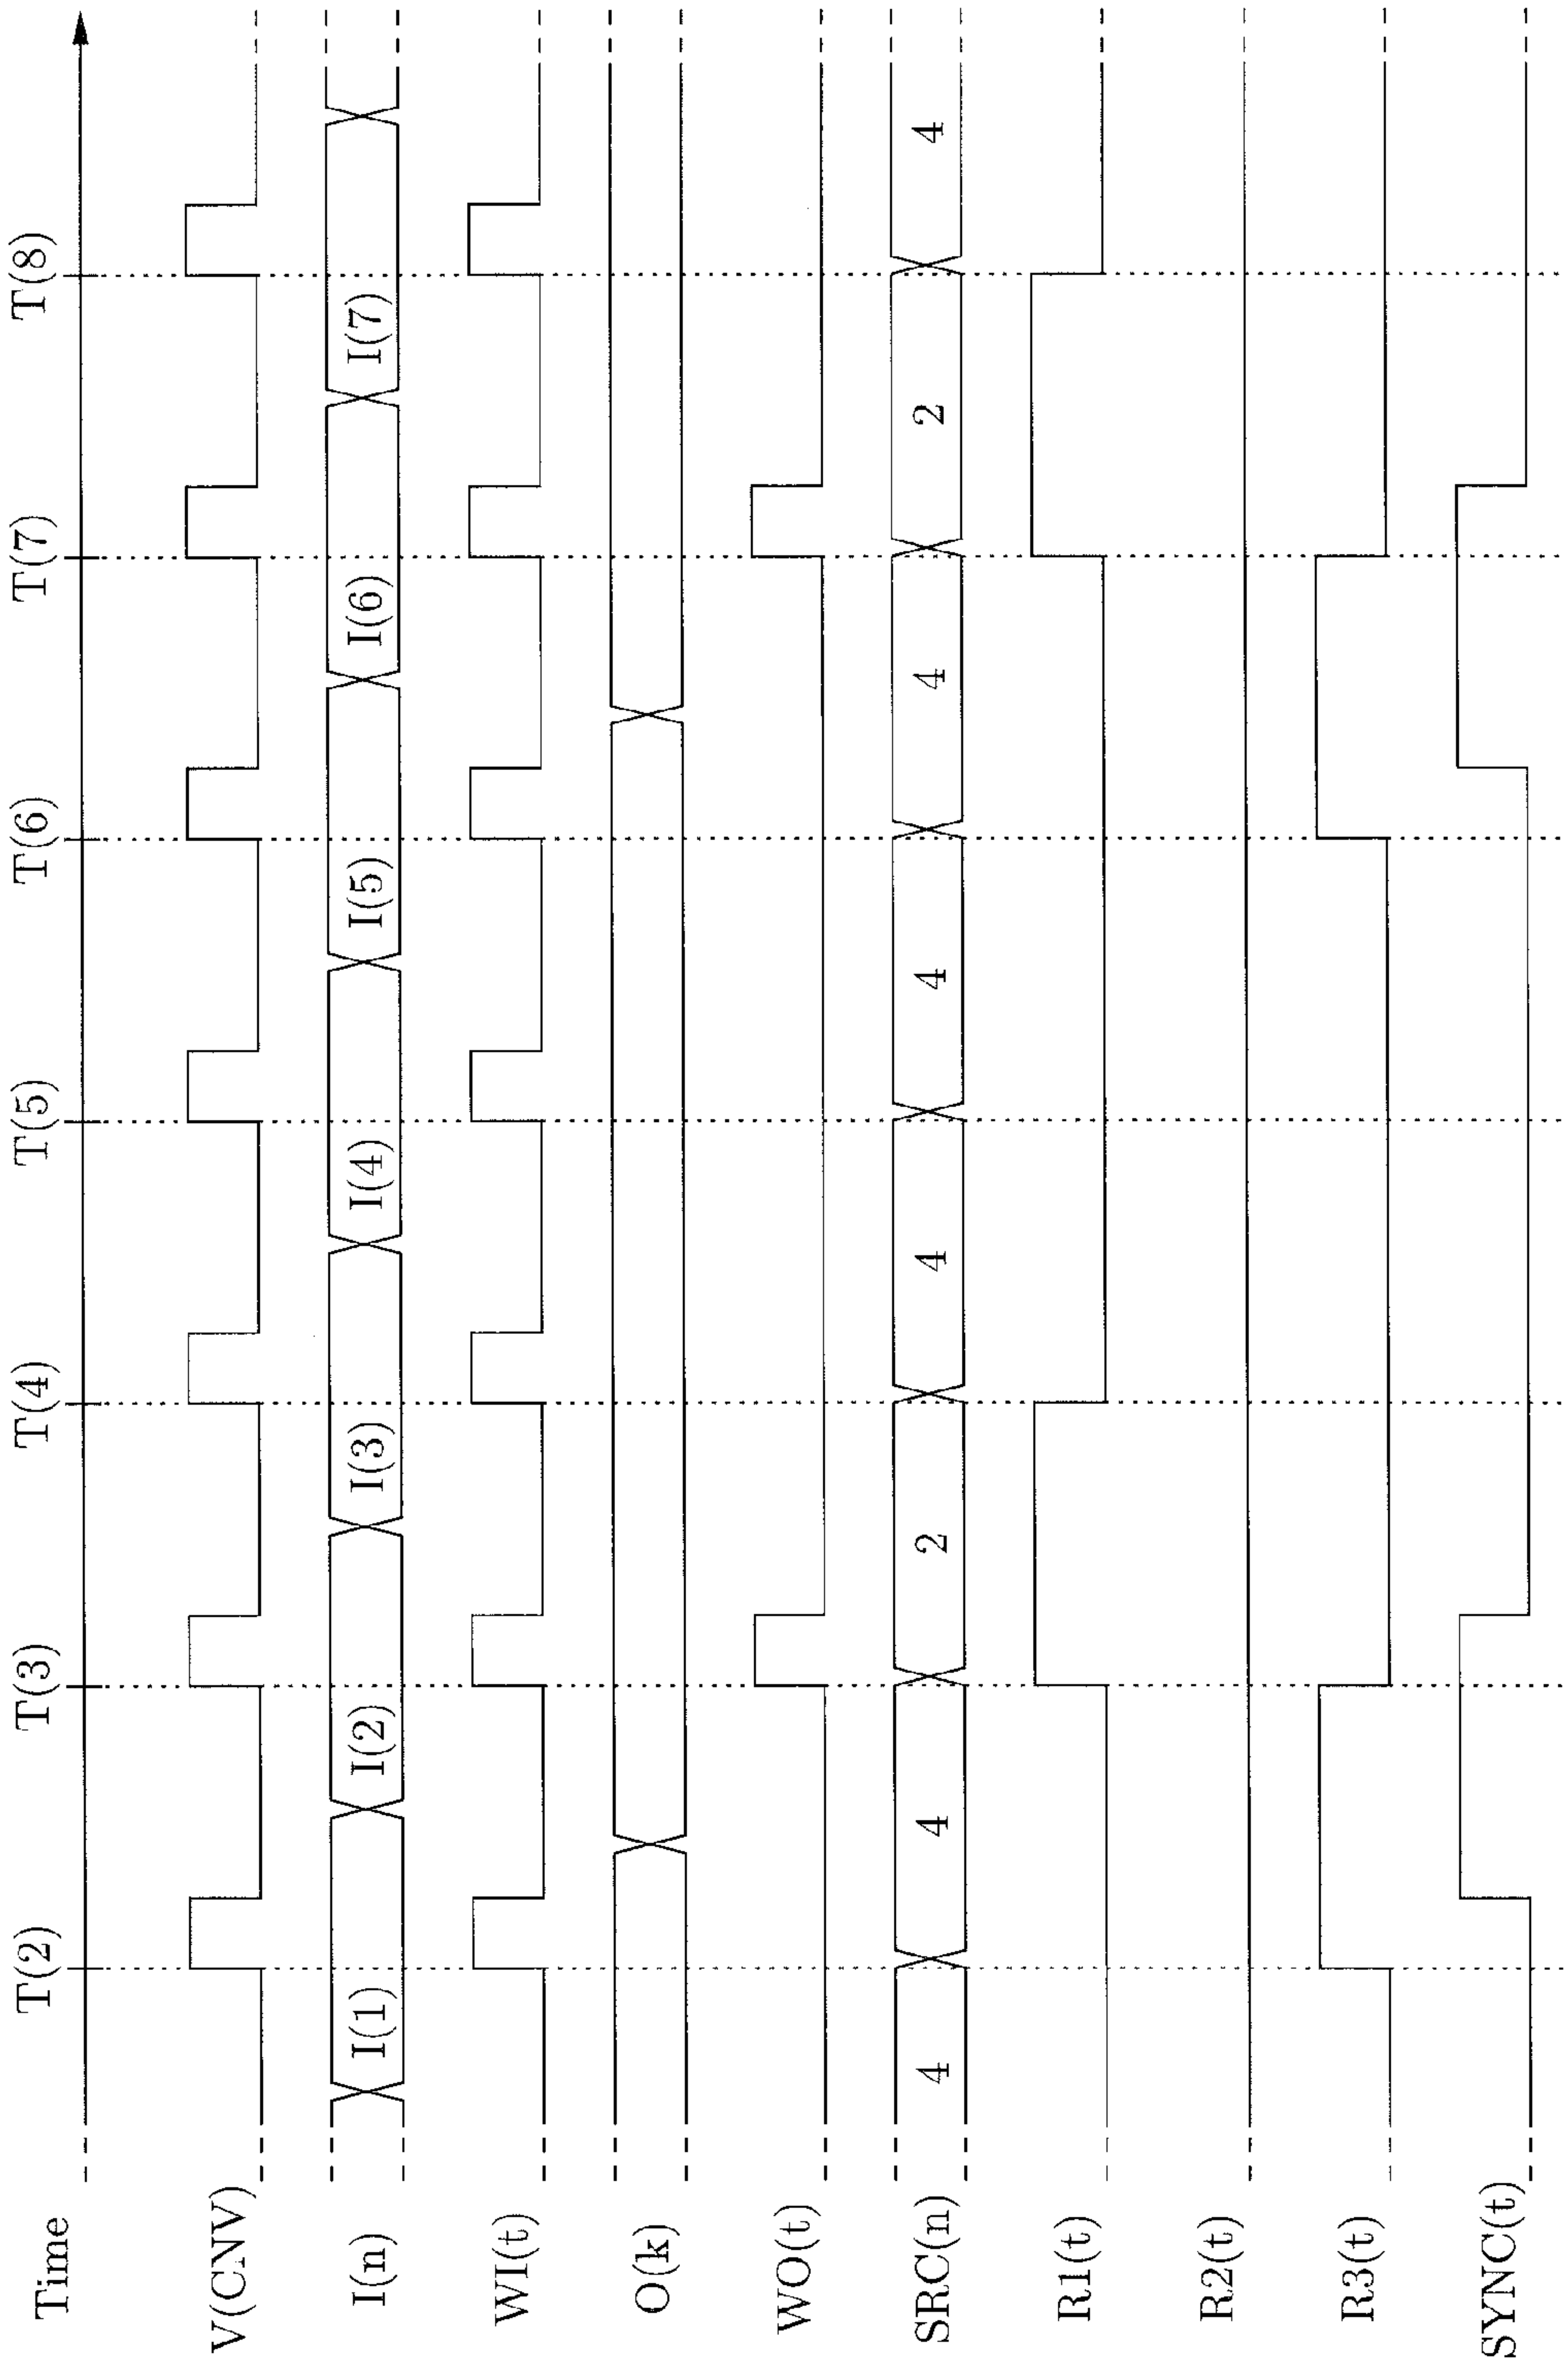 Time
T(2) T(3) T(4) T(5) T(6) T(7) T(8)
V(CNV)
I(n) I(1) I(2) I(3) I(4) I(5) I(6) I(7)
WI(t)
O(k)
WO(t)
SRC(n) 4 4 2 4 4 4 2 4
R1(t)
R2(t)
R3(t)
SYNC(t)